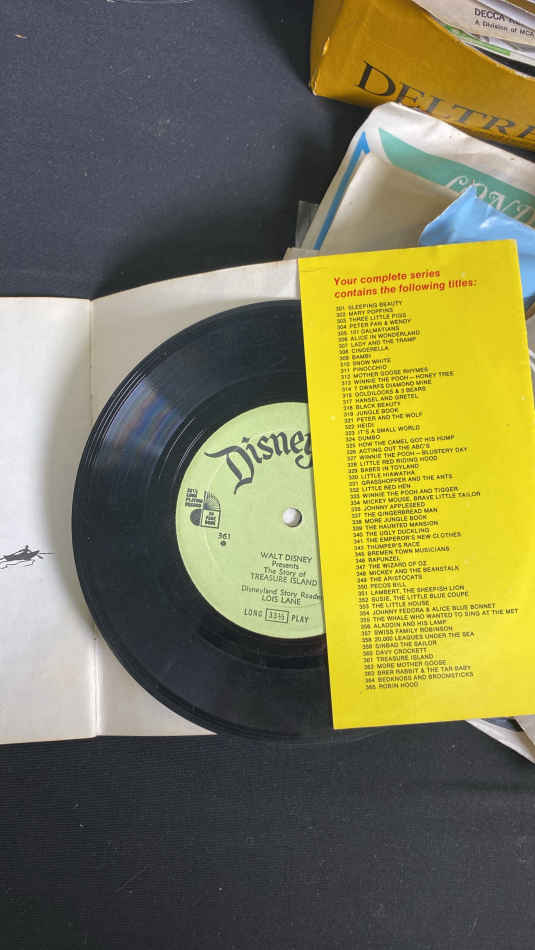 DECCA
A Division of MCA
DELTRE
Your complete series
contains the following titles:
301 SLEEPING BEAUTY
302 MARY POPPINS
303 THREE LITTLE PIGS
304 PETER PAN & WENDY
305 101 DALMATIANS
306 ALICE IN WONDERLAND
307 LADY AND THE TRAMP
308 CINDERELLA
309 BAMBI
310 SNOW WHITE
311 PINOCCHIO
312 MOTHER GOOSE RHYMES
313 WINNIE THE POOH — HONEY TREE
314 7 DWARFS DIAMOND MINE
315 GOLDILOCKS & 3 BEARS
317 HANSEL AND GRETEL
318 BLACK BEAUTY
319 JUNGLE BOOK
321 PETER AND THE WOLF
322 HEIDI
323 IT'S A SMALL WORLD
324 DUMBO
325 HOW THE CAMEL GOT HIS HUMP
326 ACTING OUT THE ABC'S
327 WINNIE THE POOH — BLUSTERY DAY
328 LITTLE RED RIDING HOOD
329 BABES IN TOYLAND
330 LITTLE HIAWATHA
331 GRASSHOPPER AND THE ANTS
332 LITTLE RED HEN
333 WINNIE THE POOH AND TIGGER
334 MICKEY MOUSE, BRAVE LITTLE TAILOR
335 JOHNNY APPLESEED
337 THE GINGERBREAD MAN
338 MORE JUNGLE BOOK
339 THE HAUNTED MANSION
340 THE UGLY DUCKLING
341 THE EMPEROR'S NEW CLOTHES
343 THUMPER'S RACE
345 BREMEN TOWN MUSICIANS
346 RAPUNZEL
347 THE WIZARD OF OZ
348 MICKEY AND THE BEANSTALK
349 THE ARISTOCATS
350 PECOS BILL
351 LAMBERT, THE SHEEPISH LION
352 SUSIE, THE LITTLE BLUE COUPE
353 THE LITTLE HOUSE
354 JOHNNY FEDORA & ALICE BLUE BONNET
355 THE WHALE WHO WANTED TO SING AT THE MET
356 ALADDIN AND HIS LAMP
357 SWISS FAMILY ROBINSON
358 20,000 LEAGUES UNDER THE SEA
359 SINBAD THE SAILOR
360 DAVY CROCKETT
361 TREASURE ISLAND
362 MORE MOTHER GOOSE
363 BRER RABBIT & THE TAR BABY
364 BEDKNOBS AND BROOMSTICKS
365 ROBIN HOOD
Disney
33⅓
LONG
PLAYING
RECORD
24
PAGE
BOOK
361
WALT DISNEY
Presents
The Story of
TREASURE ISLAND
Disneyland Story Reade
LOIS LANE
LONG 33⅓ PLAY